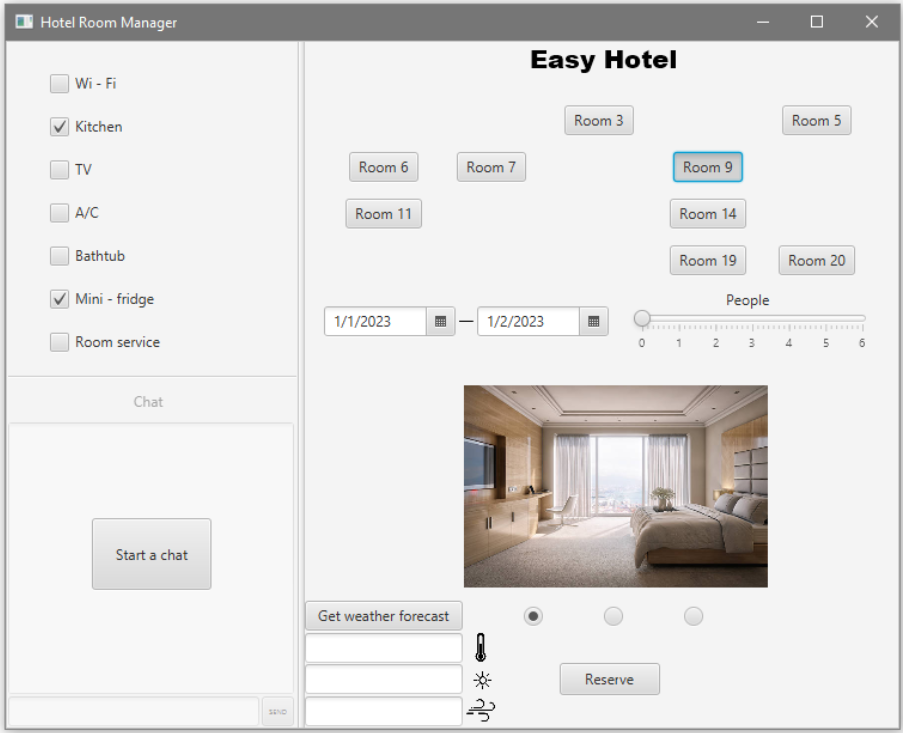 Hotel Room Manager
Wi - Fi
Kitchen
TV
A/C
Bathtub
Mini - fridge
Room service
Chat
Start a chat
SEND
Easy Hotel
Room 3 Room 5
Room 6 Room 7 Room 9
Room 11 Room 14
Room 19 Room 20
People
1/1/2023 — 1/2/2023
0 1 2 3 4 5 6
Get weather forecast
Reserve